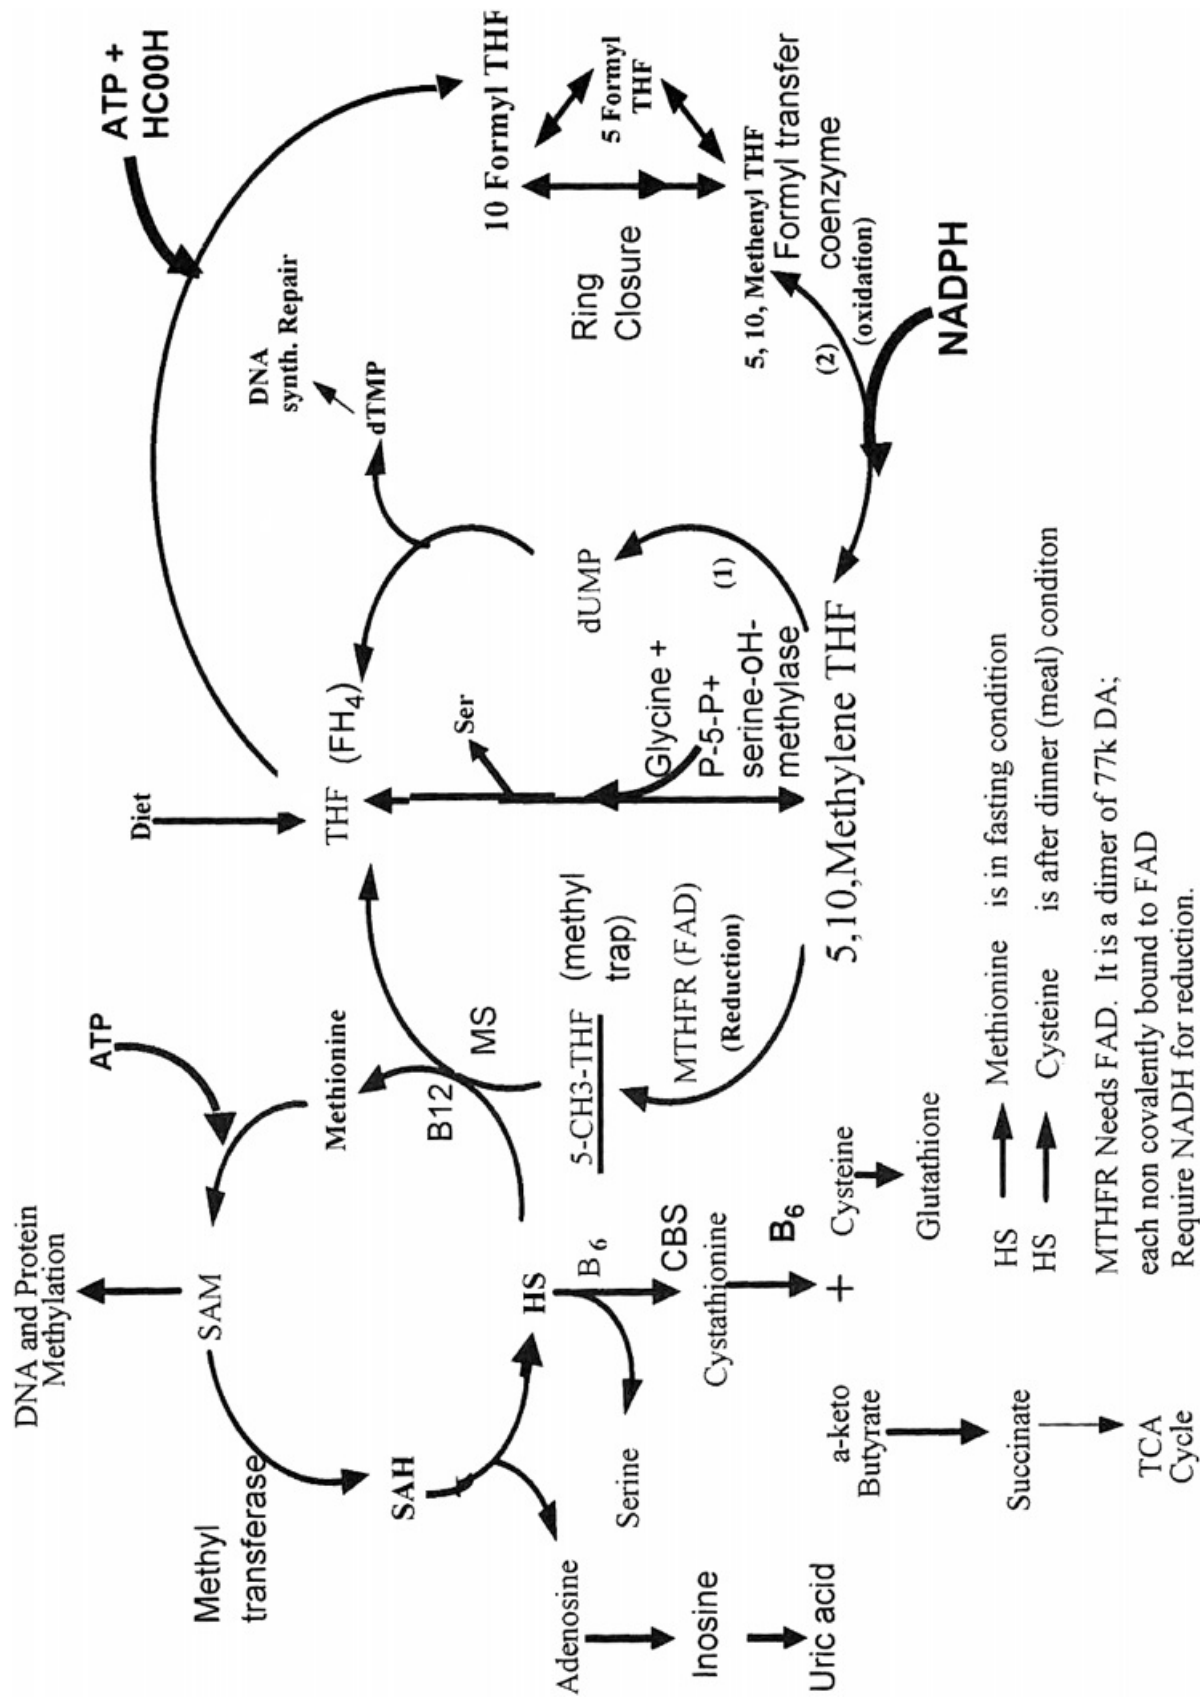 DNA and Protein
Methylation
ATP
Diet
ATP +
HC00H
Methyl
transferase
SAM
DNA
synth. Repair
SAH
Methionine
THF (FH4)
dTMP
B12
MS
Ser
10 Formyl THF
Adenosine
HS
B 6
5-CH3-THF
(methyl
trap)
dUMP
Ring
Closure
5 Formyl
THF
Serine
CBS
MTHFR (FAD)
(Reduction)
Glycine +
P-5-P+
serine-oH-
methylase
(1)
Inosine
Cystathionine
B6
5, 10, Methenyl THF
Formyl transfer
coenzyme
(2)
(oxidation)
Uric acid
a-keto
Butyrate
+
Cysteine
5,10,Methylene THF
NADPH
Glutathione
Succinate
TCA
Cycle
HS Methionine is in fasting condition
HS Cysteine is after dinner (meal) conditon
MTHFR Needs FAD. It is a dimer of 77k DA;
each non covalently bound to FAD
Require NADH for reduction.